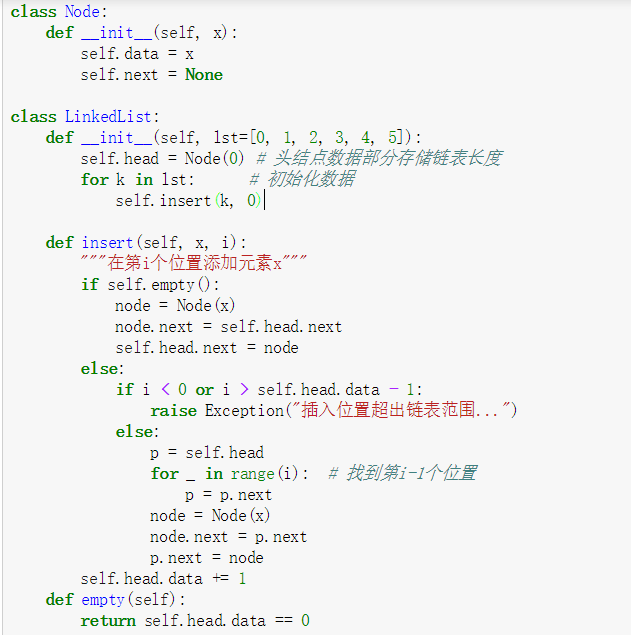 class Node:
    def __init__(self, x):
        self.data = x
        self.next = None

class LinkedList:
    def __init__(self, lst=[0, 1, 2, 3, 4, 5]):
        self.head = Node(0) # 头结点数据部分存储链表长度
        for k in lst:      # 初始化数据
            self.insert(k, 0)

    def insert(self, x, i):
        """在第i个位置添加元素x"""
        if self.empty():
            node = Node(x)
            node.next = self.head.next
            self.head.next = node
        else:
            if i < 0 or i > self.head.data - 1:
                raise Exception("插入位置超出链表范围...")
            else:
                p = self.head
                for _ in range(i):  # 找到第i-1个位置
                    p = p.next
                node = Node(x)
                node.next = p.next
                p.next = node
        self.head.data += 1
    def empty(self):
        return self.head.data == 0